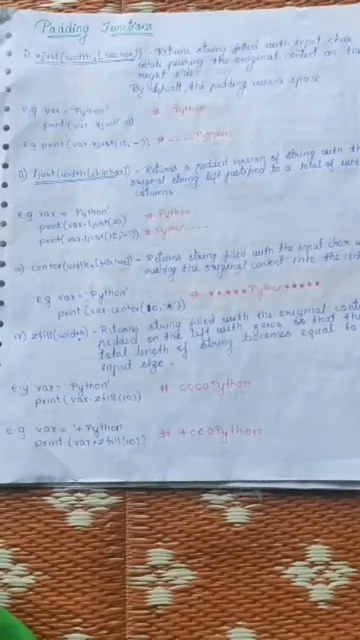 Padding Functions
i) rjust(width, [fillchar]) - Returns string filled with input char
while pushing the original content on the
right side.
By default, the padding uses a space
e.g var = 'Python'
print(var.rjust(10)) # Python
e.g print(var.rjust(10, -)) # ----Python
ii) ljust(width[,fillchar]) - Returns a padded version of string with the
original string left justified to a total of width
columns.
e.g var = 'Python'
print(var.ljust(10)) # Python
print(var.ljust(10, -)) # Python----
iii) center(width,[fillchar]) - Returns string filled with the input char
pushing the original content into the
e.g var = 'Python'
print(var.center(10, *)) # *****Python*****
iv) zfill(width) - Returns string filled with the original
padded on the left with zeros so that the
total length of string becomes equal to
input size.
e.g var = 'Python'
print(var.zfill(10)) # 0000Python
e.g var = '+Python
print(var.zfill(10)) # +000Python